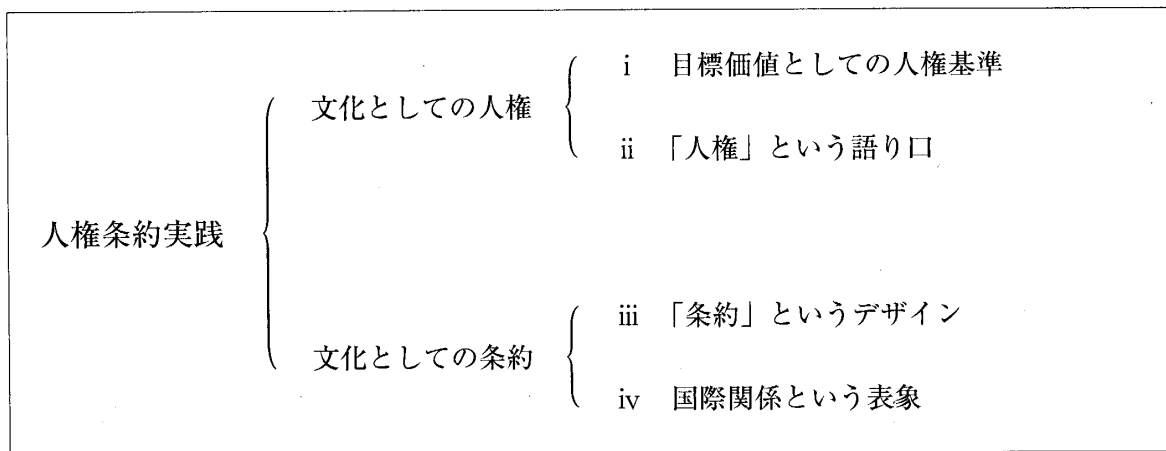 i 目標価値としての人権基準
文化としての人権
ii 「人権」という語り口
人権条約実践
iii 「条約」というデザイン
文化としての条約
iv 国際関係という表象